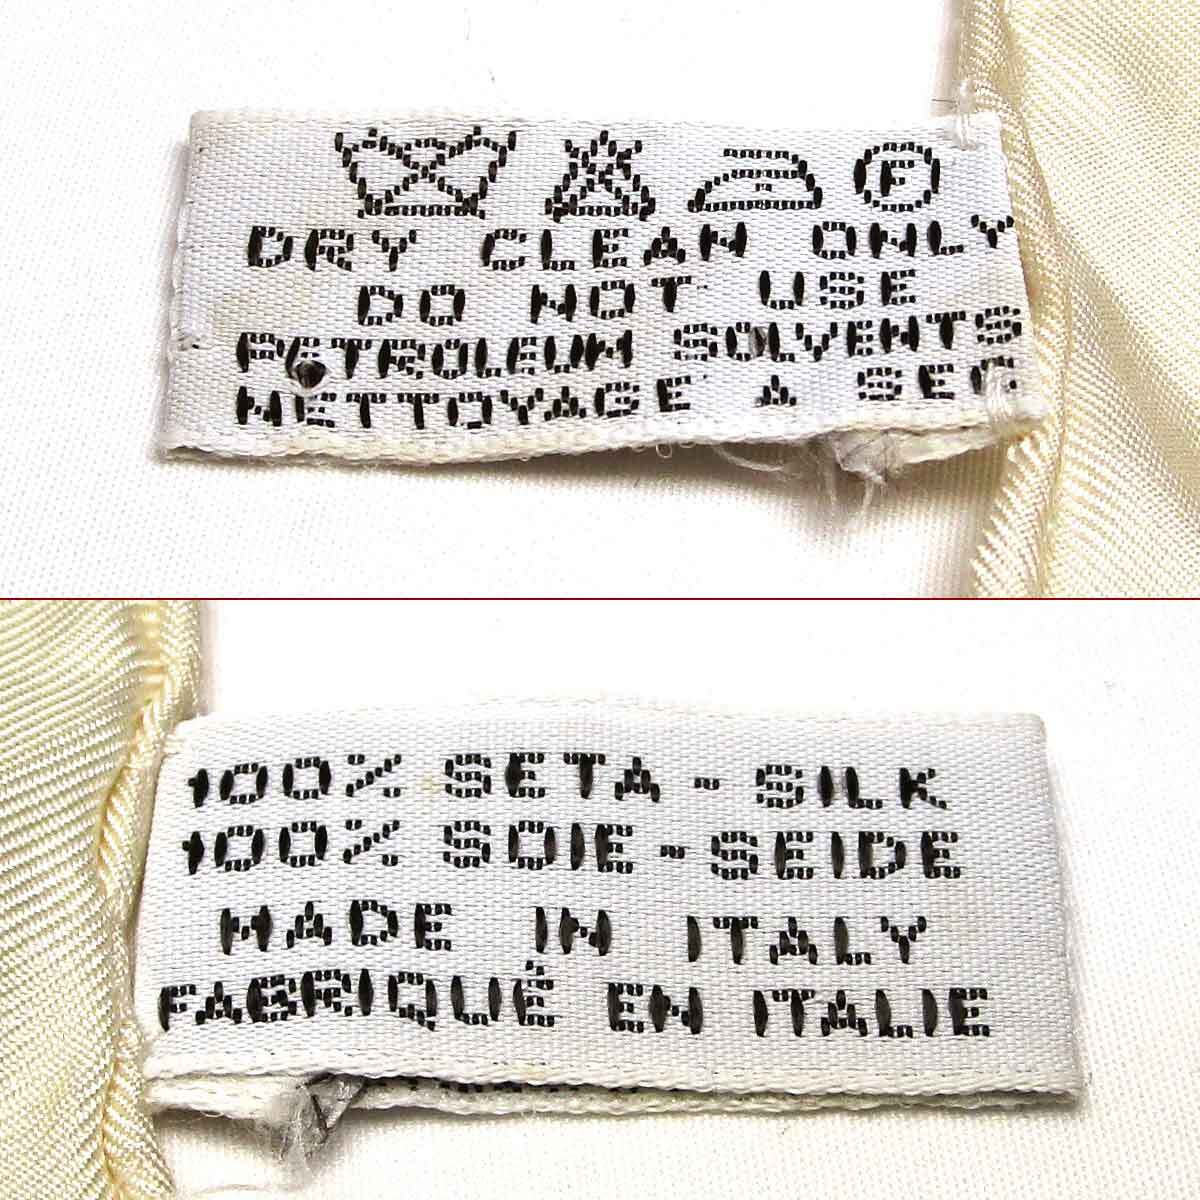 F
DRY CLEAN ONLY
DO NOT USE
PETROLEUM SOLVENTS
NETTOYAGE A SEC
100% SETA - SILK
100% SOIE - SEIDE
MADE IN ITALY
FABRIQUÉ EN ITALIE